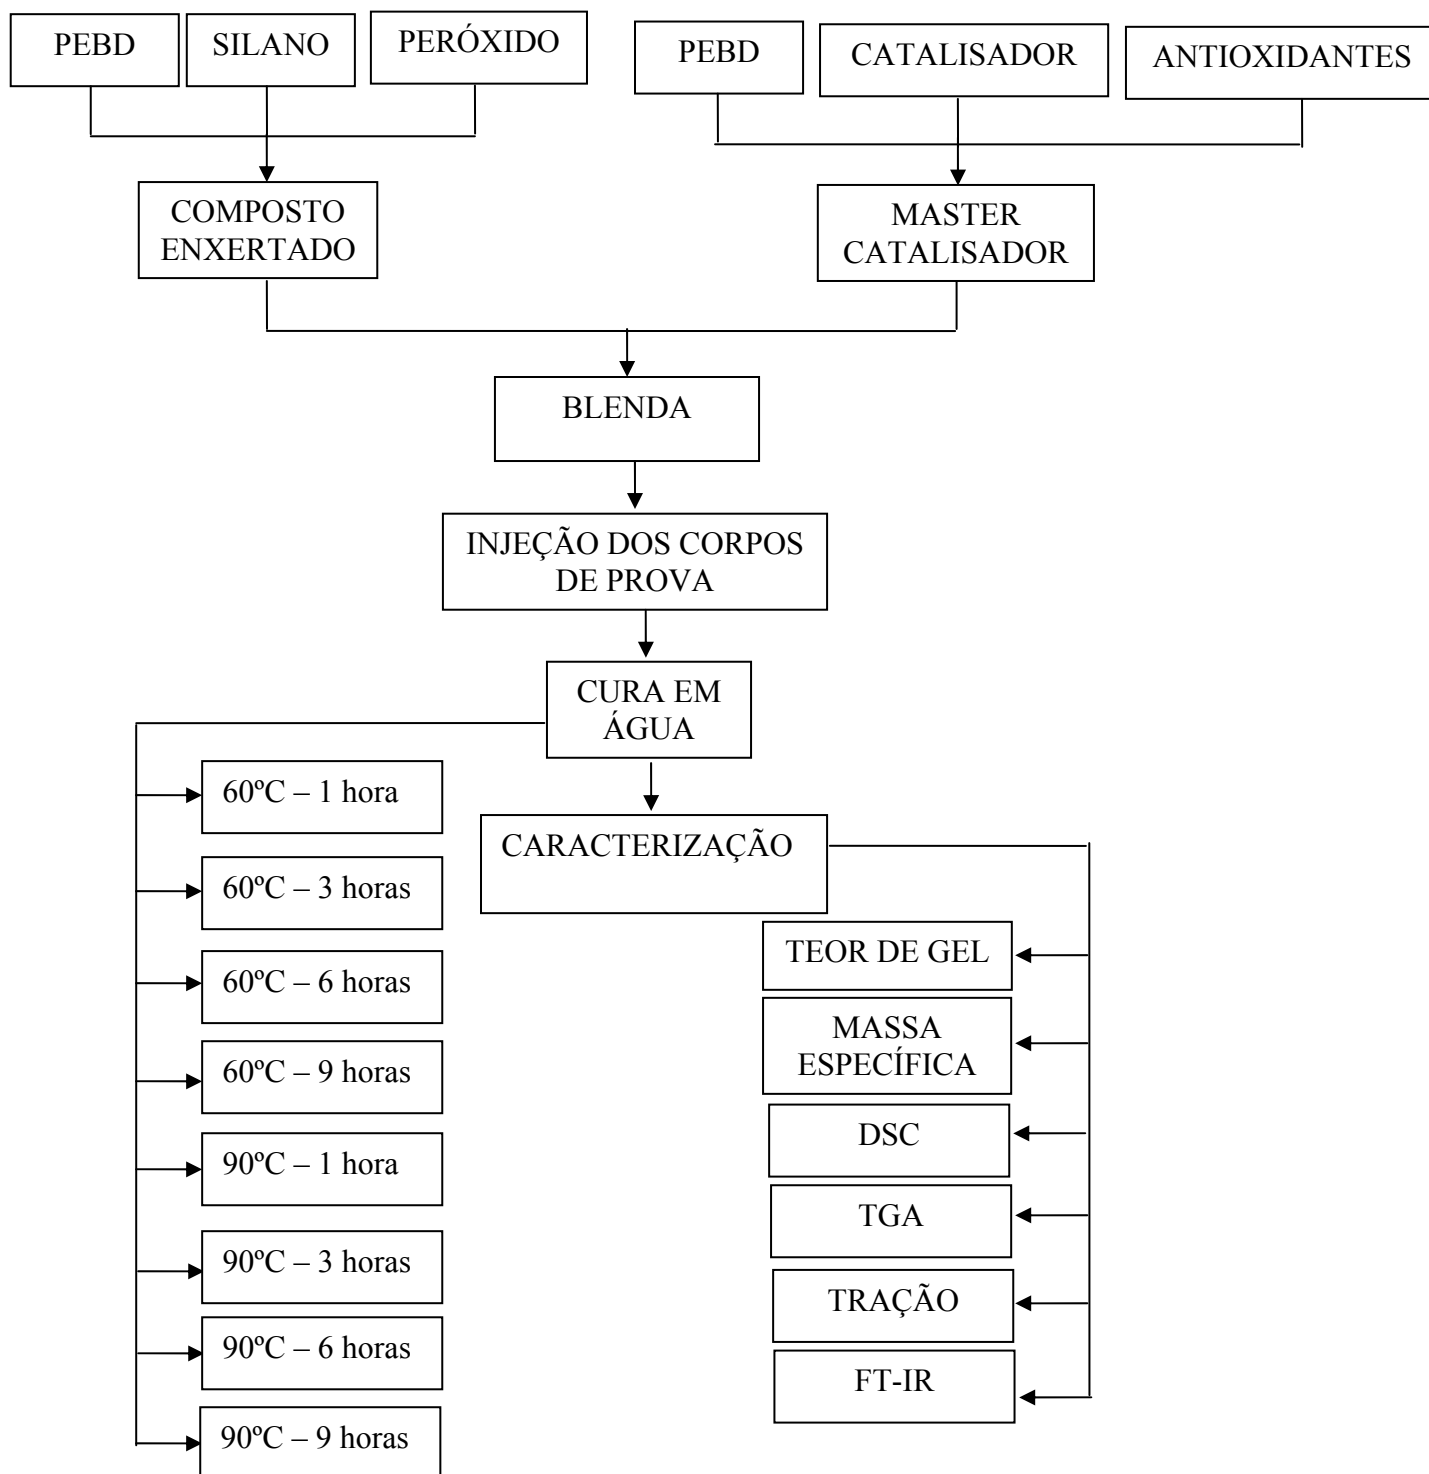 PEBD
SILANO
PERÓXIDO
PEBD
CATALISADOR
ANTIOXIDANTES
COMPOSTO
ENXERTADO
MASTER
CATALISADOR
BLENDA
INJEÇÃO DOS CORPOS
DE PROVA
CURA EM
ÁGUA
60ºC – 1 hora
60ºC – 3 horas
60ºC – 6 horas
60ºC – 9 horas
90ºC – 1 hora
90ºC – 3 horas
90ºC – 6 horas
90ºC – 9 horas
CARACTERIZAÇÃO
TEOR DE GEL
MASSA
ESPECÍFICA
DSC
TGA
TRAÇÃO
FT-IR